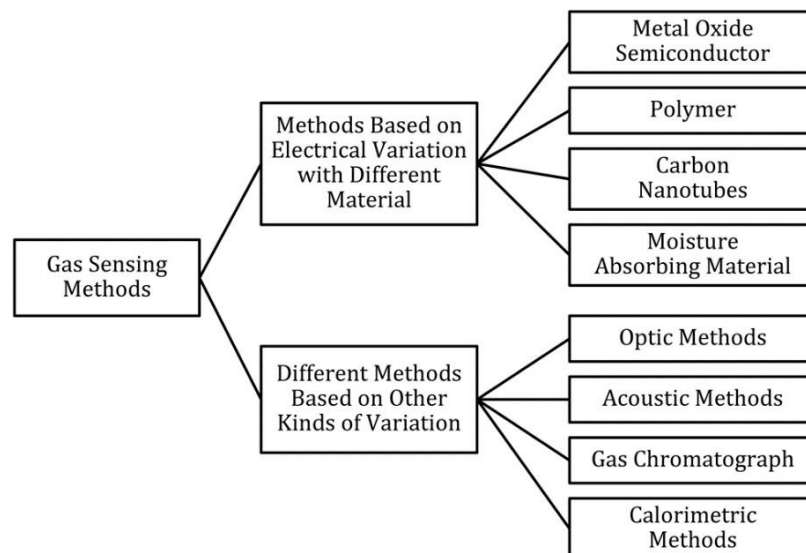 Gas Sensing
Methods
Methods Based on
Electrical Variation
with Different
Material
Metal Oxide
Semiconductor
Polymer
Carbon
Nanotubes
Moisture
Absorbing Material
Different Methods
Based on Other
Kinds of Variation
Optic Methods
Acoustic Methods
Gas Chromatograph
Calorimetric
Methods